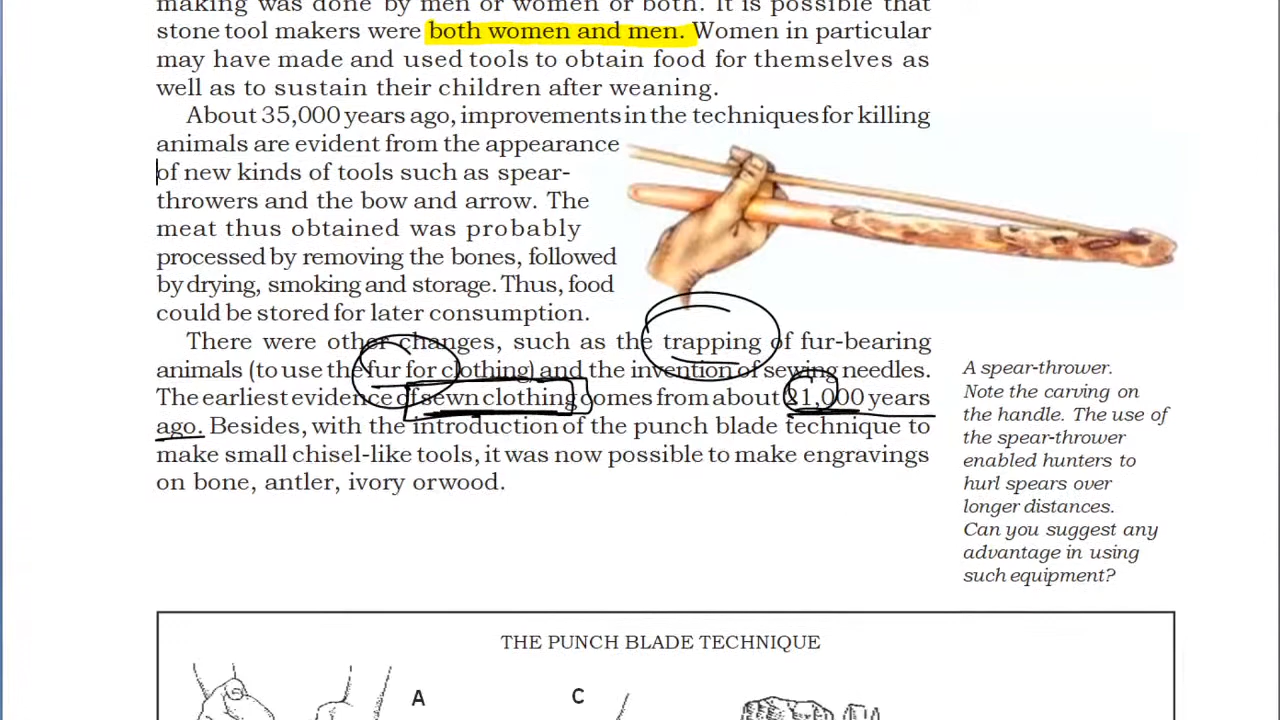 making was done by men or women or both. It is possible that
stone tool makers were both women and men. Women in particular
may have made and used tools to obtain food for themselves as
well as to sustain their children after weaning.
About 35,000 years ago, improvements in the techniques for killing
animals are evident from the appearance
of new kinds of tools such as spear-
throwers and the bow and arrow. The
meat thus obtained was probably
processed by removing the bones, followed
by drying, smoking and storage. Thus, food
could be stored for later consumption.
There were other changes, such as the trapping of fur-bearing
animals (to use the fur for clothing) and the invention of sewing needles.
The earliest evidence of sewn clothing comes from about 21,000 years
ago. Besides, with the introduction of the punch blade technique to
make small chisel-like tools, it was now possible to make engravings
on bone, antler, ivory or wood.
A spear-thrower.
Note the carving on
the handle. The use of
the spear-thrower
enabled hunters to
hurl spears over
longer distances.
Can you suggest any
advantage in using
such equipment?
THE PUNCH BLADE TECHNIQUE
A
C